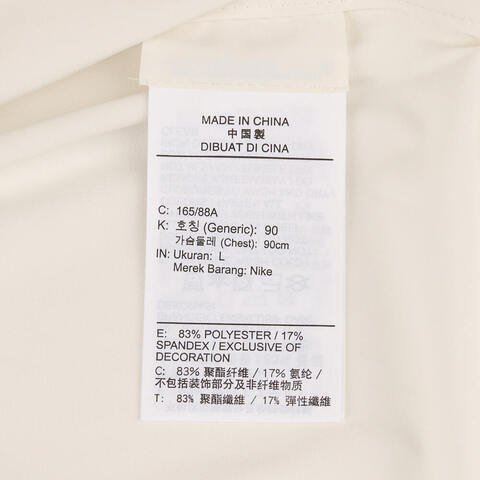 MADE IN CHINA
中国製
DIBUAT DI CINA
C: 165/88A
K: 호칭 (Generic): 90
가슴둘레 (Chest): 90cm
IN: Ukuran: L
Merek Barang: Nike
E: 83% POLYESTER / 17%
SPANDEX / EXCLUSIVE OF
DECORATION
C: 83% 聚酯纤维 / 17% 氨纶 /
不包括装饰部分及非纤维物质
T: 83% 聚酯纖維 / 17% 彈性纖維